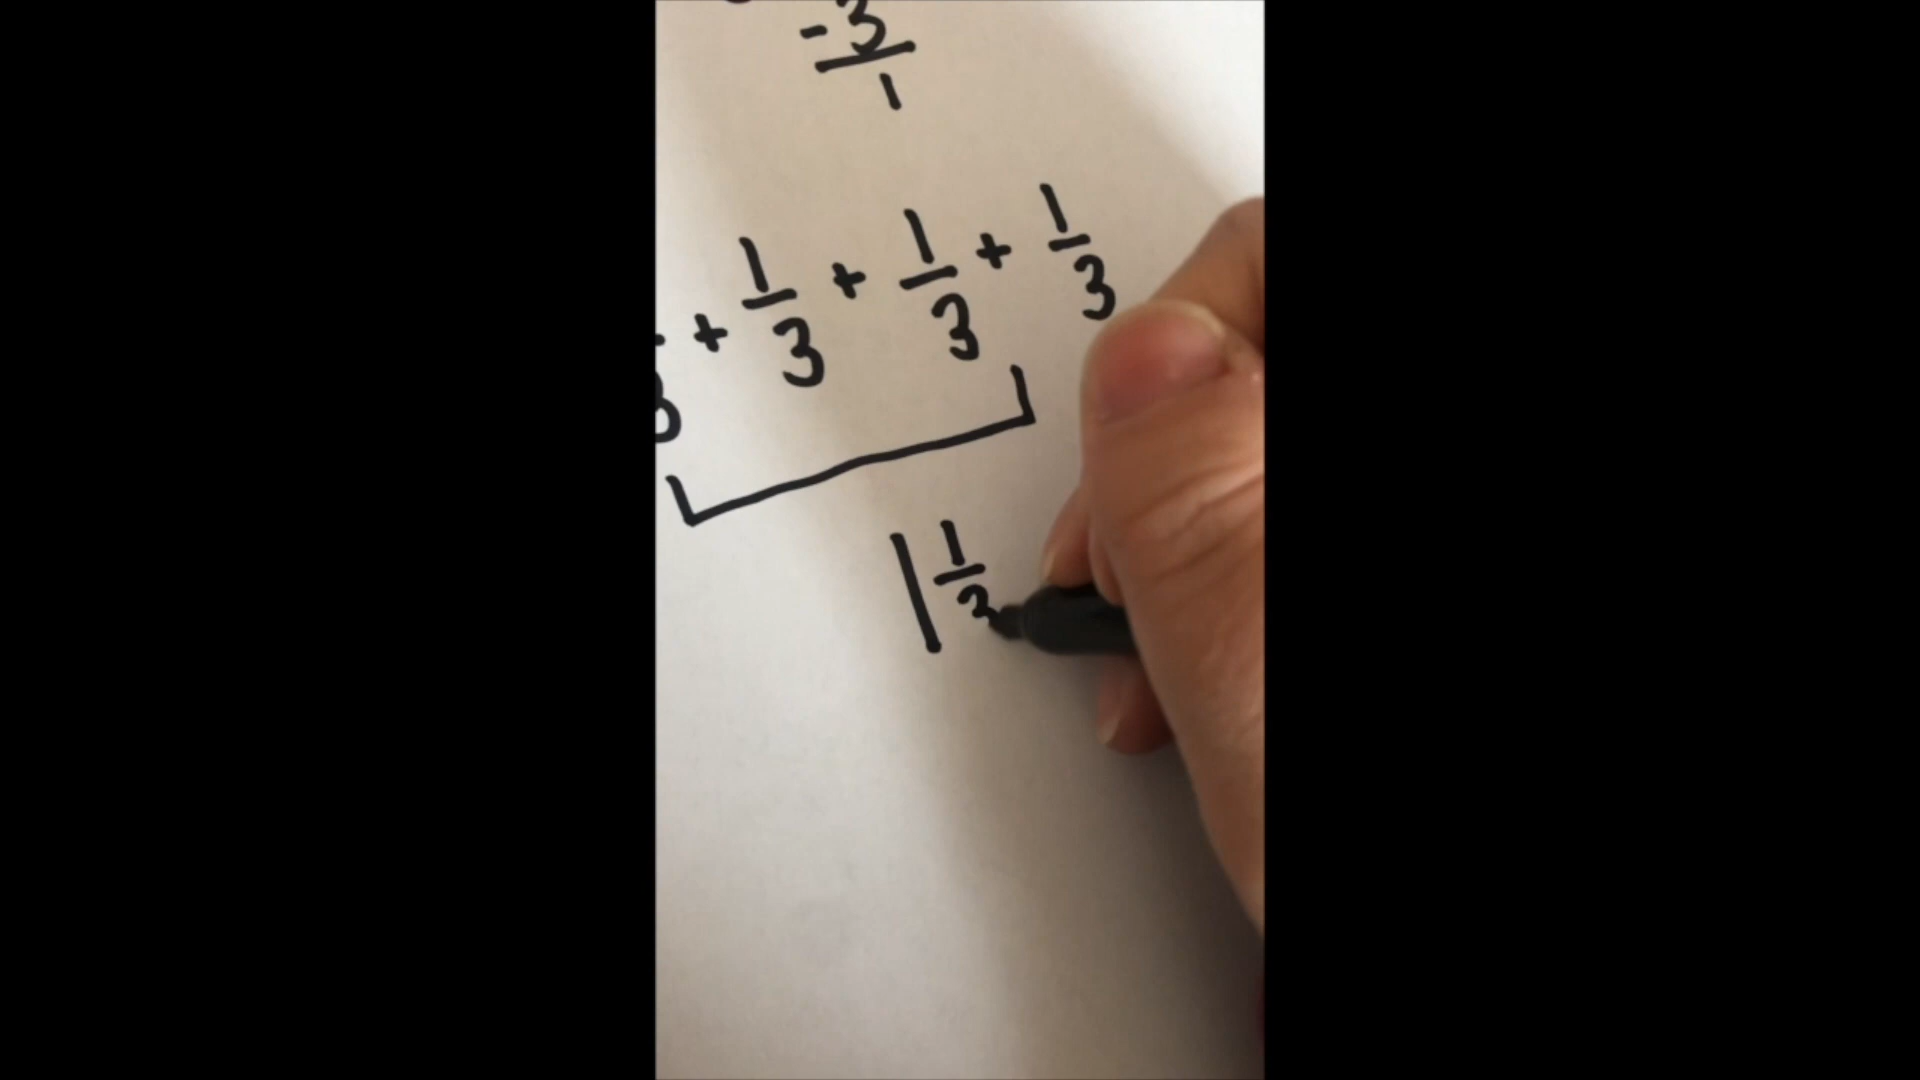 -3
1
+ 1/3 + 1/3 + 1/3
1 1/3